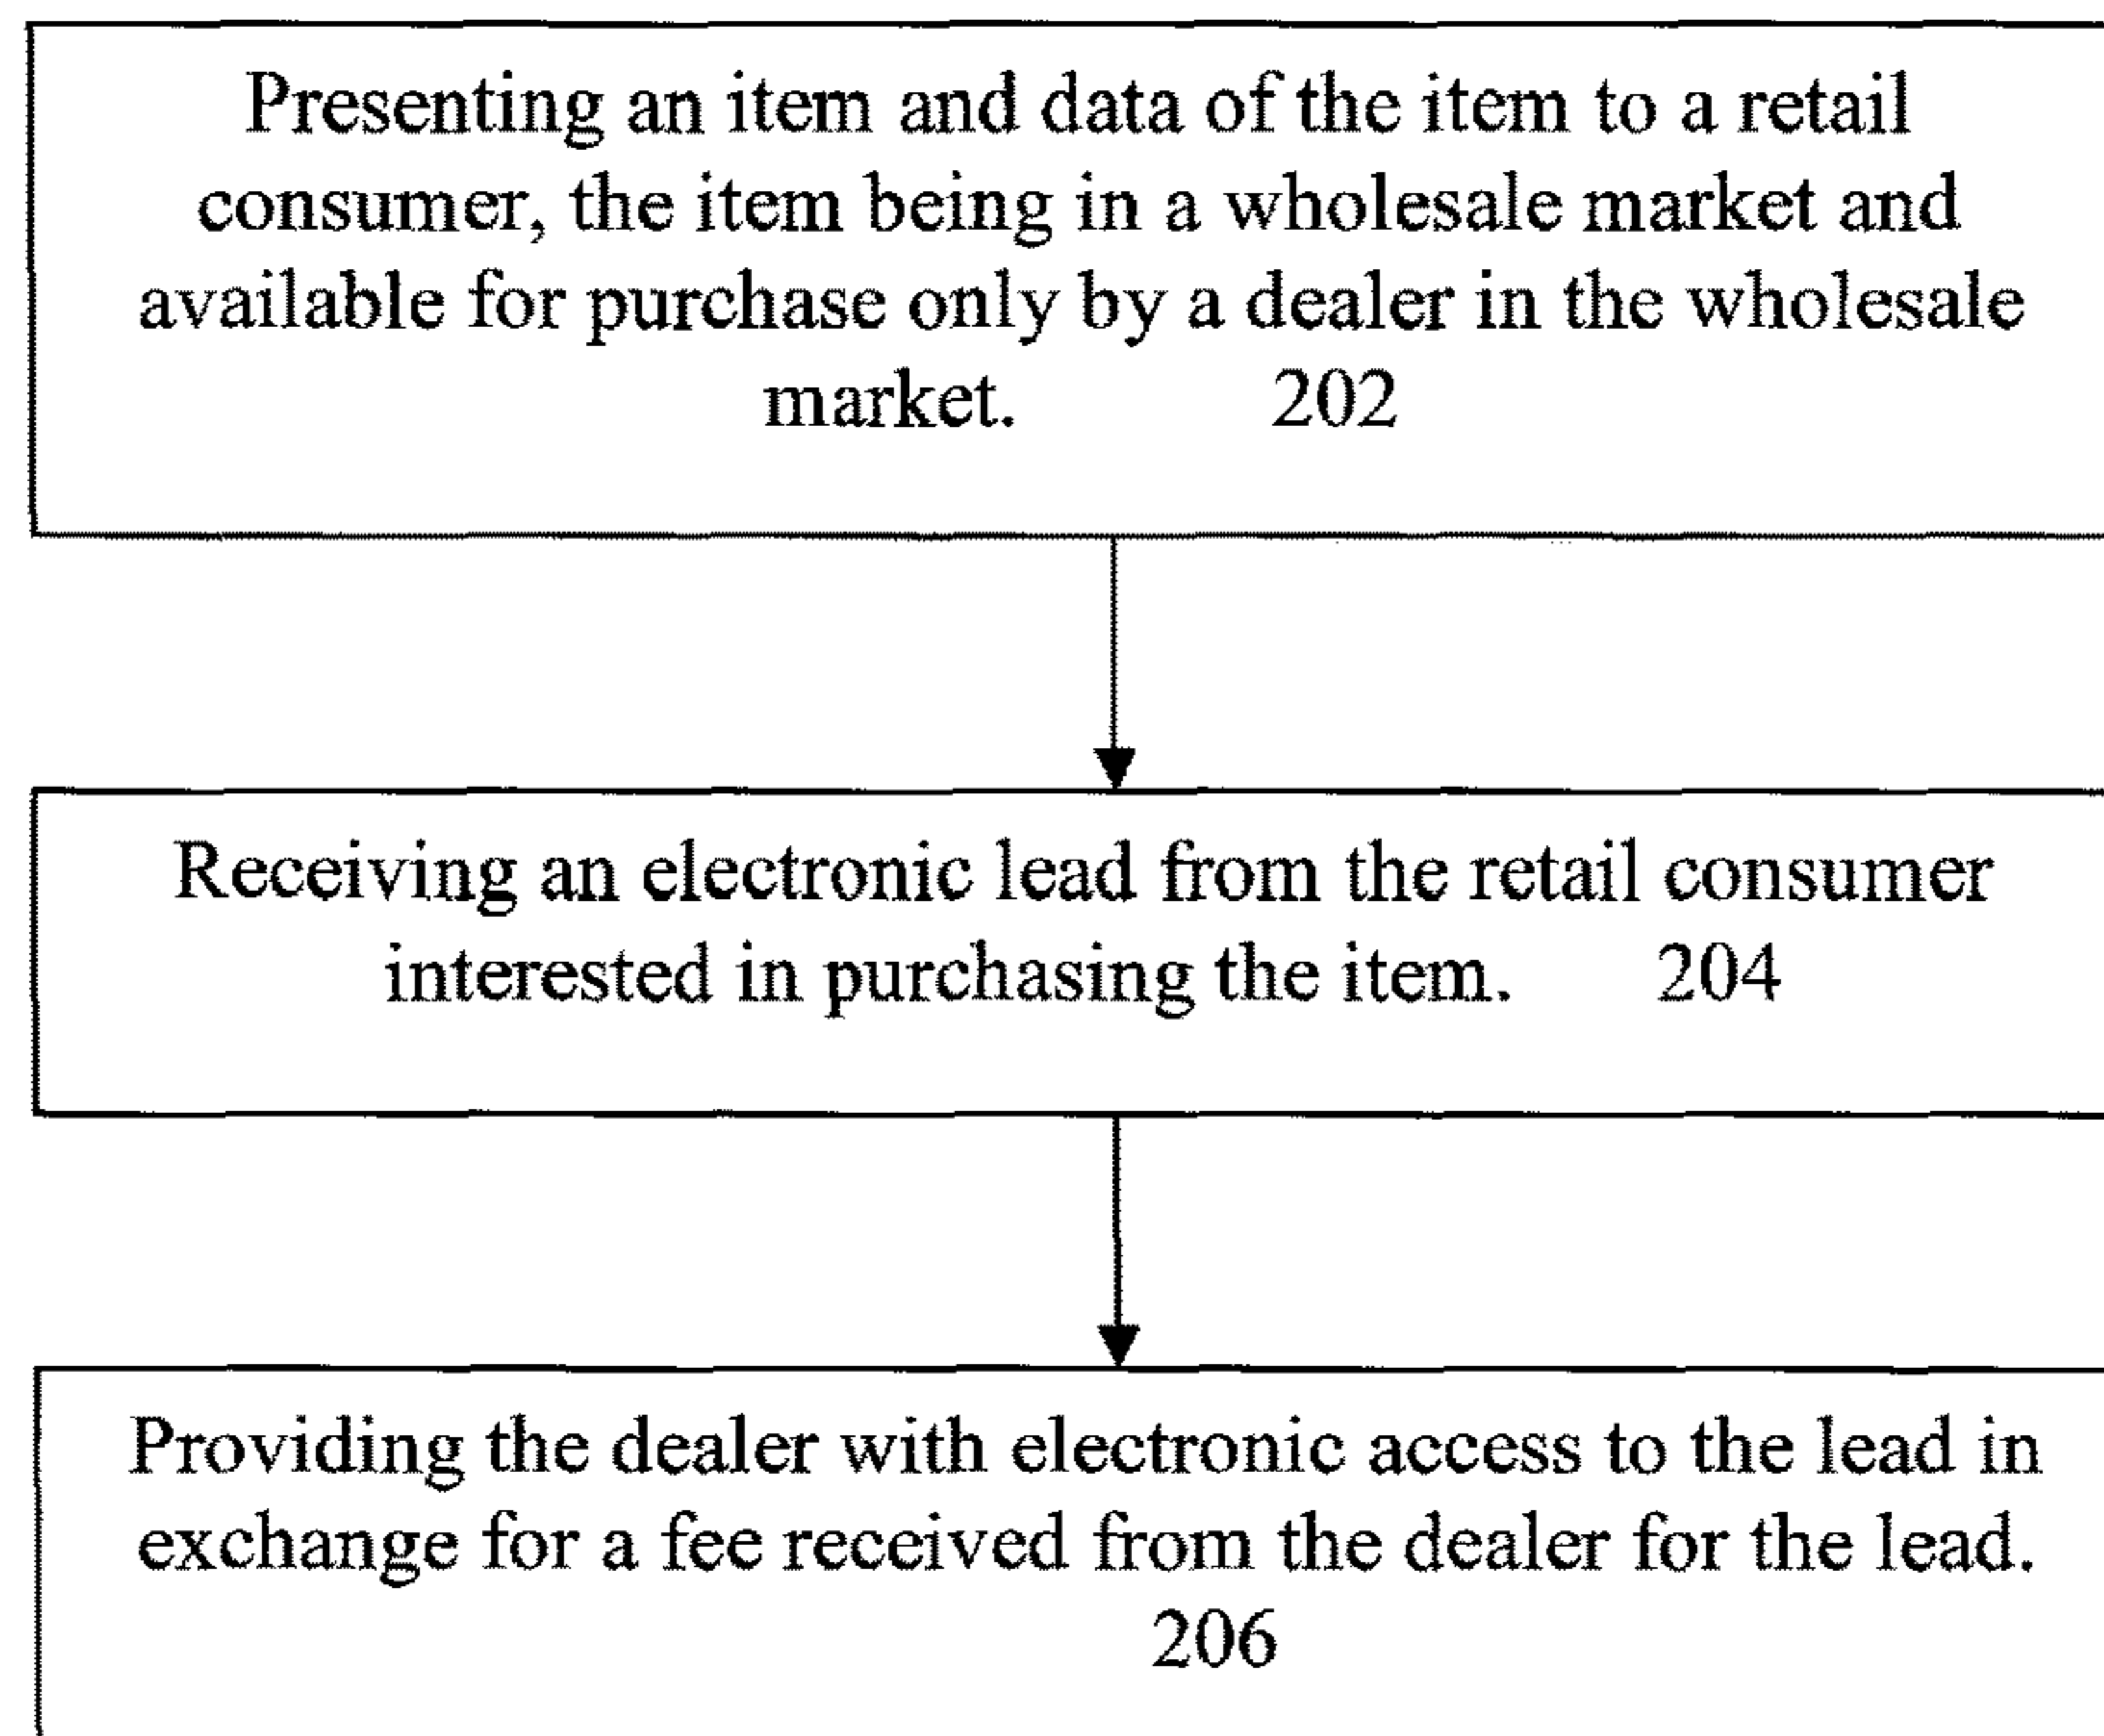 Presenting an item and data of the item to a retail
consumer, the item being in a wholesale market and
available for purchase only by a dealer in the wholesale
market. 202
Receiving an electronic lead from the retail consumer
interested in purchasing the item. 204
Providing the dealer with electronic access to the lead in
exchange for a fee received from the dealer for the lead.
206